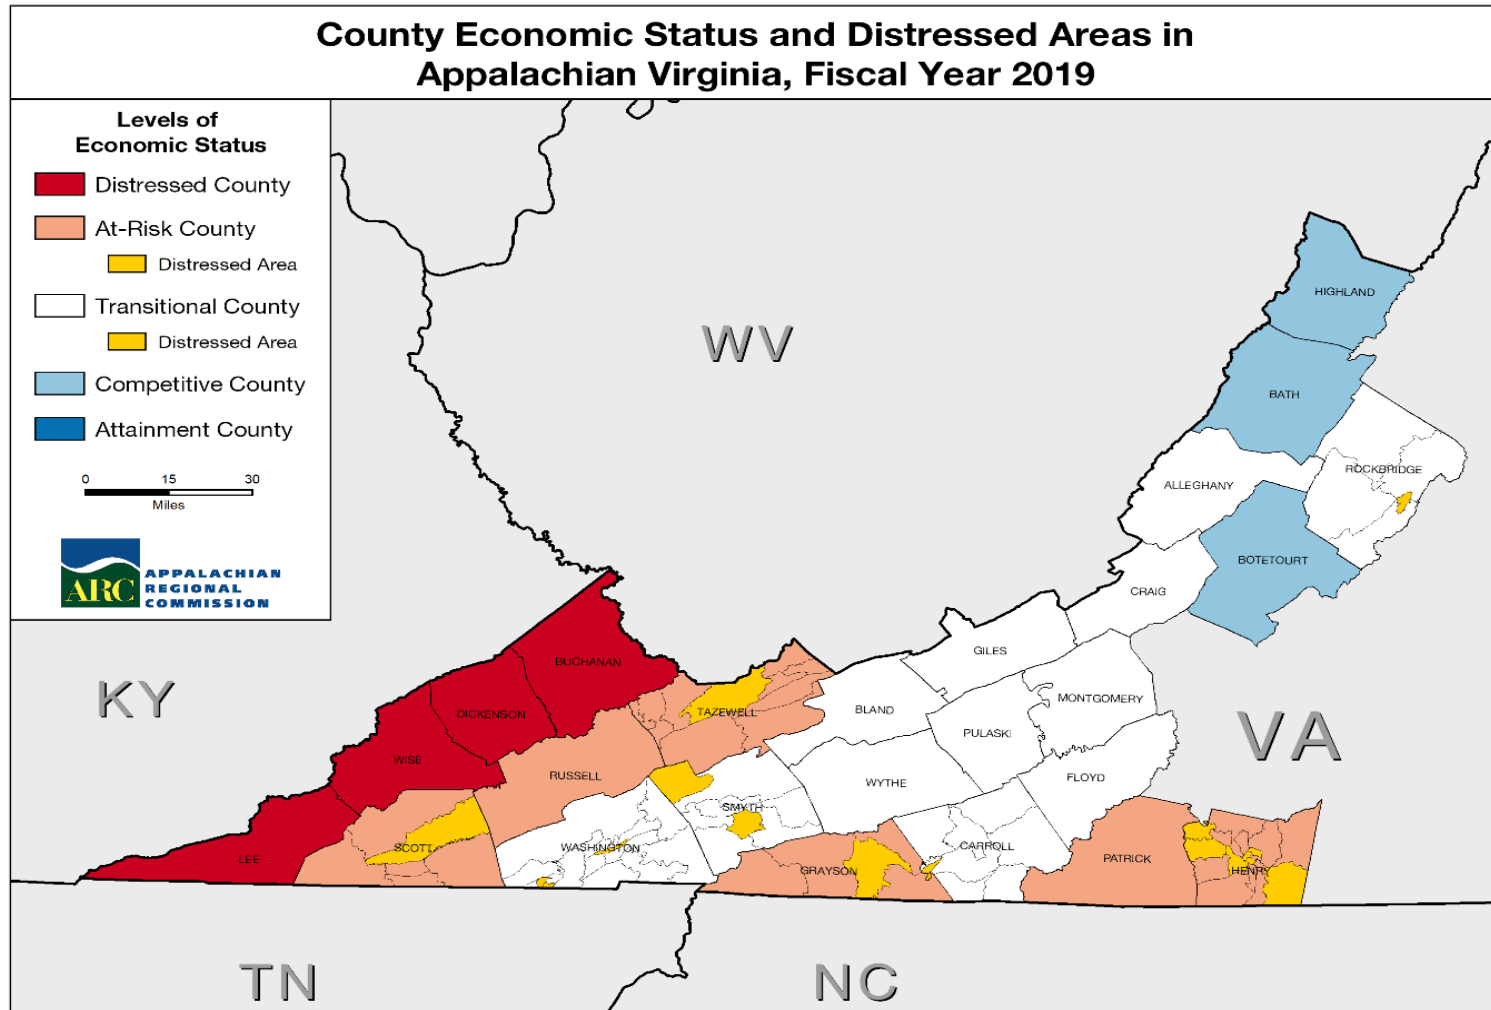 County Economic Status and Distressed Areas in
Appalachian Virginia, Fiscal Year 2019
Levels of
Economic Status
Distressed County
At-Risk County
Distressed Area
Transitional County
Distressed Area
Competitive County
Attainment County
0 15 30
Miles
ARC
APPALACHIAN
REGIONAL
COMMISSION
WV
KY
VA
TN
NC
HIGHLAND
BATH
ROCKBRIDGE
ALLEGHANY
BOTETOURT
CRAIG
GILES
BUCHANAN
MONTGOMERY
DICKENSON
TAZEWELL
BLAND
PULASKI
WISE
RUSSELL
WYTHE
FLOYD
SMYTH
SCOTT
WASHINGTON
CARROLL
LEE
GRAYSON
PATRICK
HENRY